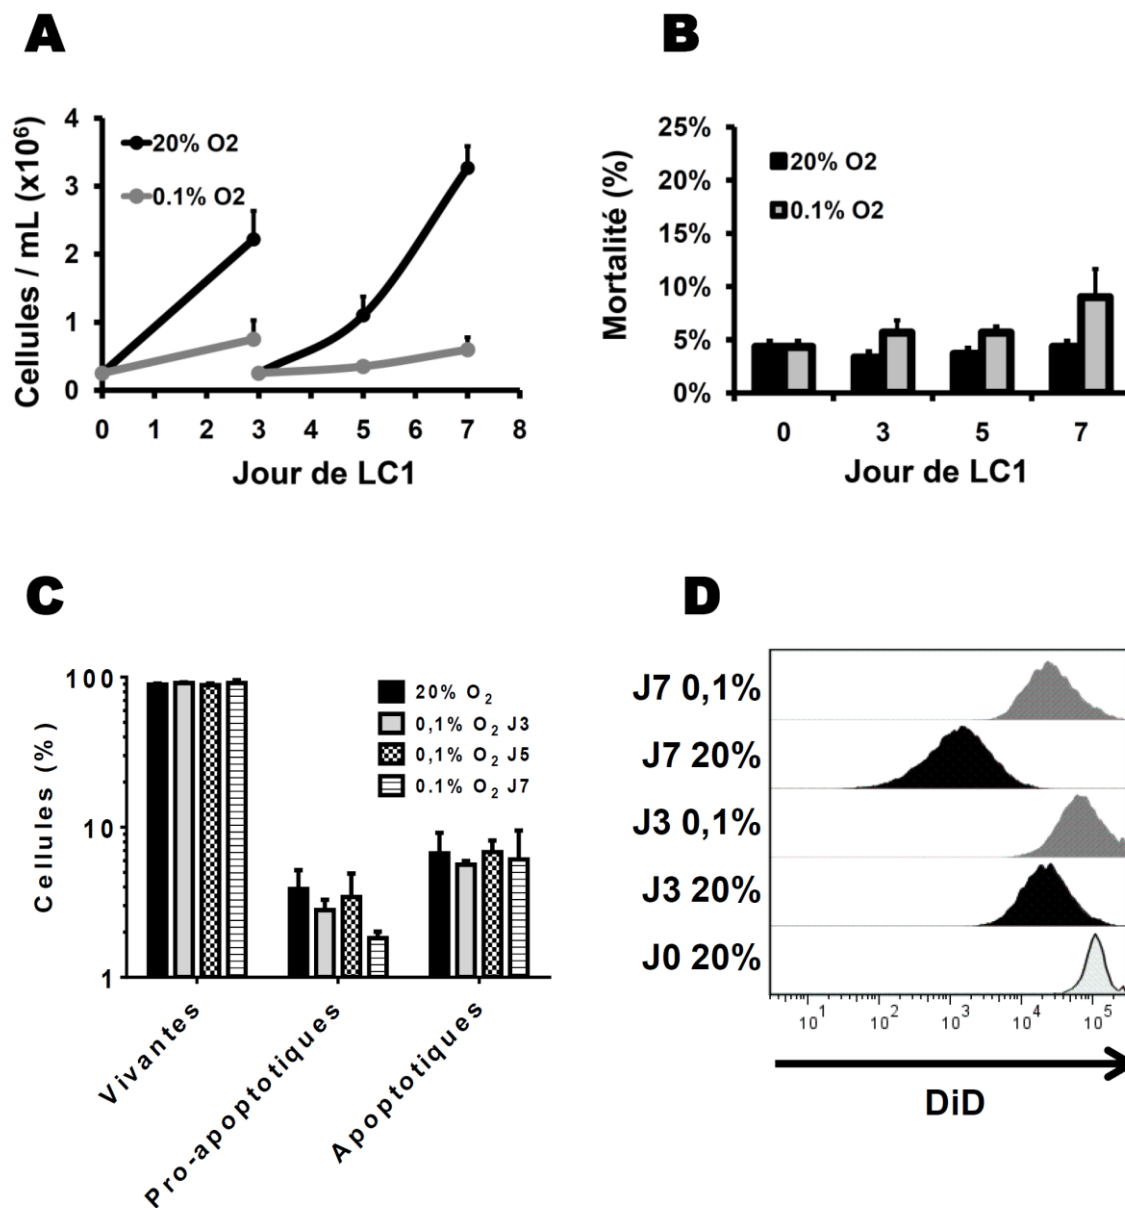 A
Cellules / mL (x10⁶)
4
3
2
1
0
20% O2
0.1% O2
0 1 2 3 4 5 6 7 8
Jour de LC1
B
Mortalité (%)
25%
20%
15%
10%
5%
0%
20% O2
0.1% O2
0 3 5 7
Jour de LC1
C
Cellules (%)
100
10
1
20% O₂
0,1% O₂ J3
0,1% O₂ J5
0.1% O₂ J7
Vivantes
Pro-apoptotiques
Apoptotiques
D
J7 0,1%
J7 20%
J3 0,1%
J3 20%
J0 20%
10¹ 10² 10³ 10⁴ 10⁵
DiD